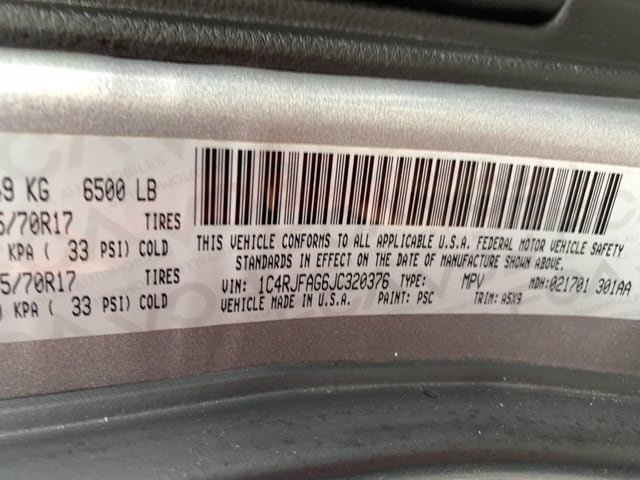 49 KG 6500 LB
5/70R17 TIRES
KPA ( 33 PSI) COLD
5/70R17 TIRES
KPA ( 33 PSI) COLD
THIS VEHICLE CONFORMS TO ALL APPLICABLE U.S.A. FEDERAL MOTOR VEHICLE SAFETY
STANDARDS IN EFFECT ON THE DATE OF MANUFACTURE SHOWN ABOVE
VIN: 1C4RJFAG6JC320376 TYPE: MPV MDH:021701 301AA
VEHICLE MADE IN U.S.A. PAINT: PSC TRIM: A5X9